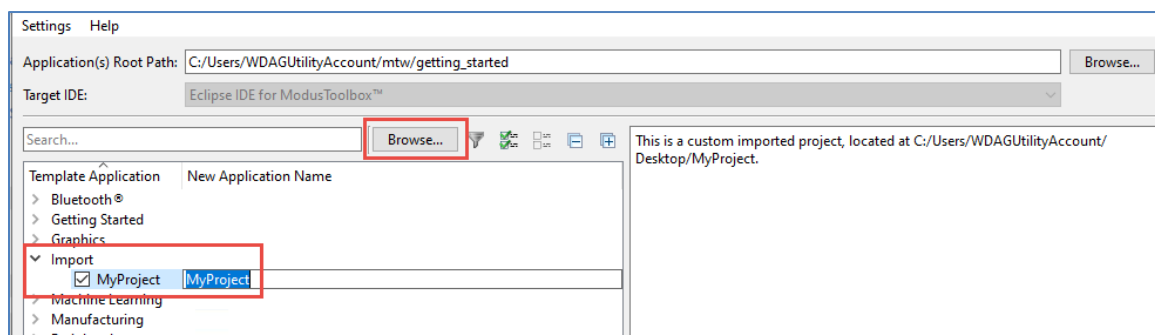 Settings Help
Application(s) Root Path: C:/Users/WDAGUtilityAccount/mtw/getting_started Browse...
Target IDE: Eclipse IDE for ModusToolbox™
Search... Browse...
This is a custom imported project, located at C:/Users/WDAGUtilityAccount/
Desktop/MyProject.
Template Application New Application Name
Bluetooth®
Getting Started
Graphics
Import
MyProject MyProject
Machine Learning
Manufacturing